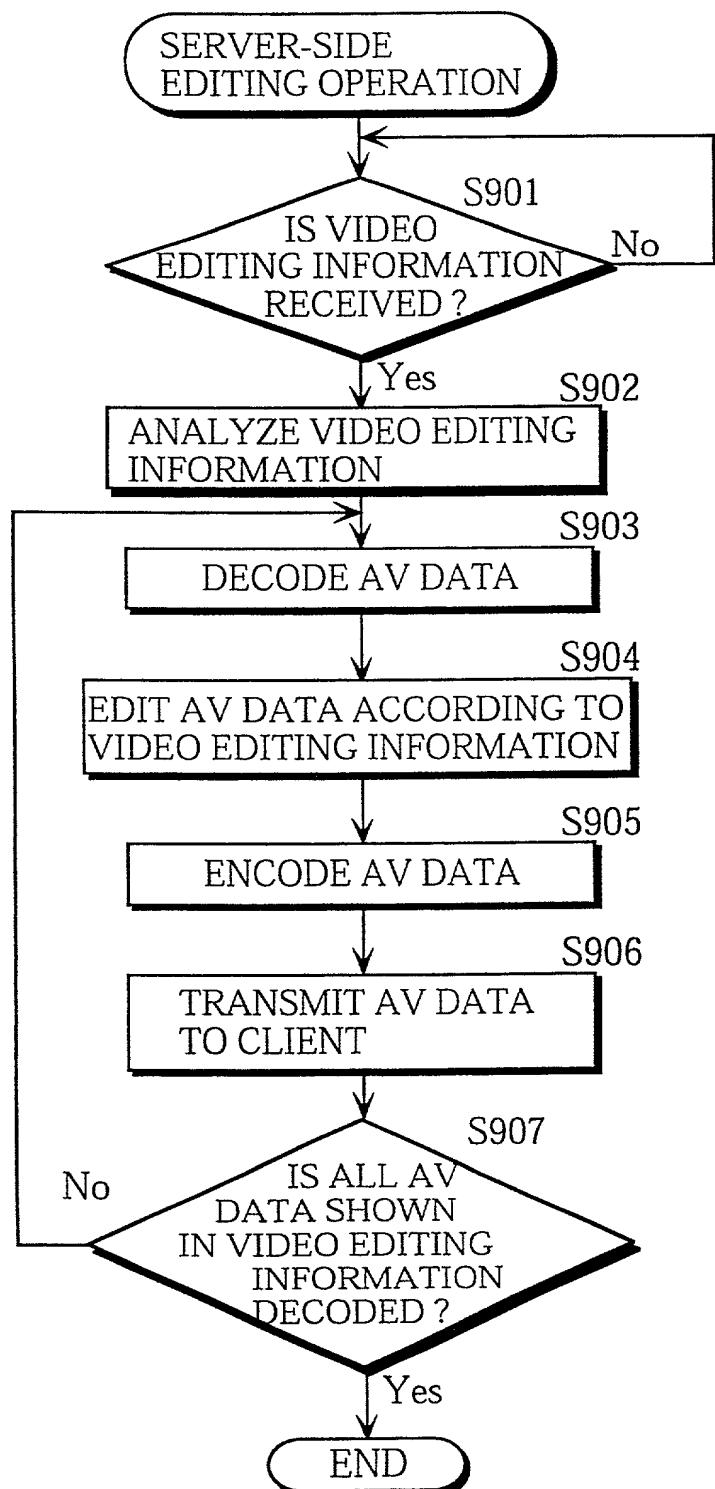 SERVER-SIDE
EDITING OPERATION
S901
IS VIDEO
EDITING INFORMATION
RECEIVED ?
No
Yes
S902
ANALYZE VIDEO EDITING
INFORMATION
S903
DECODE AV DATA
S904
EDIT AV DATA ACCORDING TO
VIDEO EDITING INFORMATION
S905
ENCODE AV DATA
S906
TRANSMIT AV DATA
TO CLIENT
S907
No
IS ALL AV
DATA SHOWN
IN VIDEO EDITING
INFORMATION
DECODED ?
Yes
END